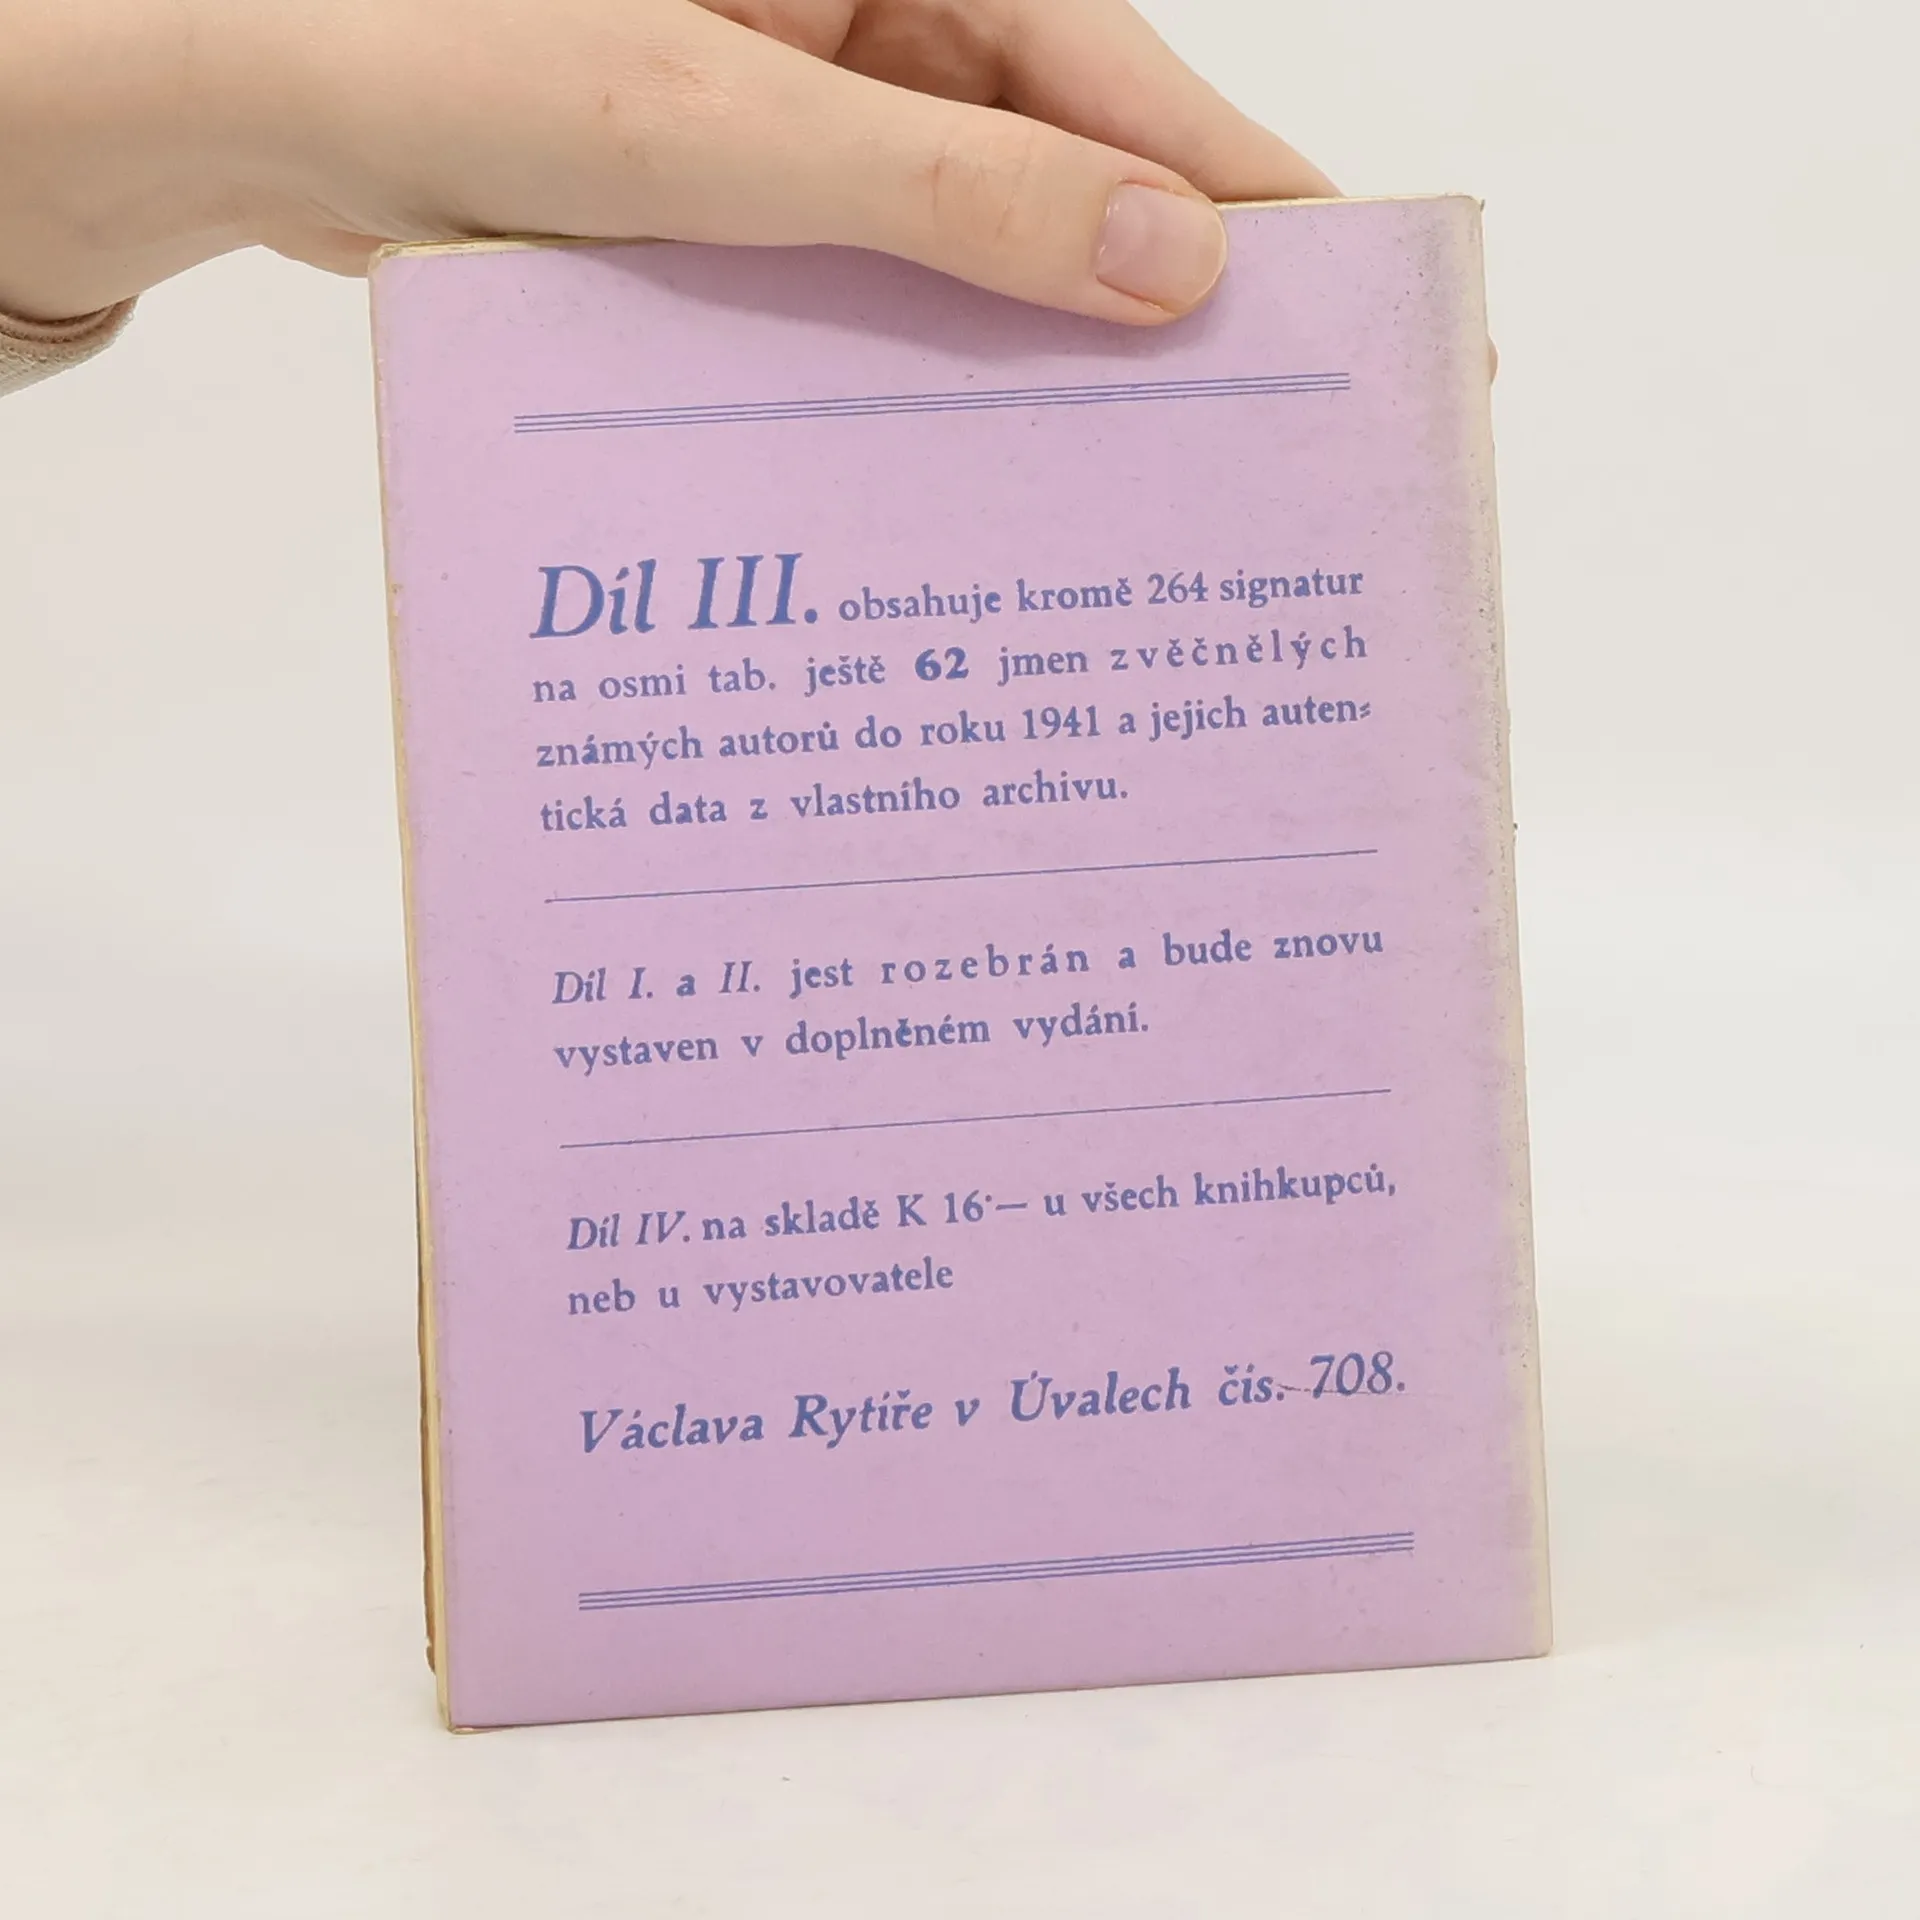 Díl III. obsahuje kromě 264 signatur
na osmi tab. ještě 62 jmen zvěčnělých
známých autorů do roku 1941 a jejich auten=
tická data z vlastního archivu.
Díl I. a II. jest rozebrán a bude znovu
vystaven v doplněném vydání.
Díl IV. na skladě K 16·— u všech knihkupců,
neb u vystavovatele
Václava Rytíře v Úvalech čís. 708.